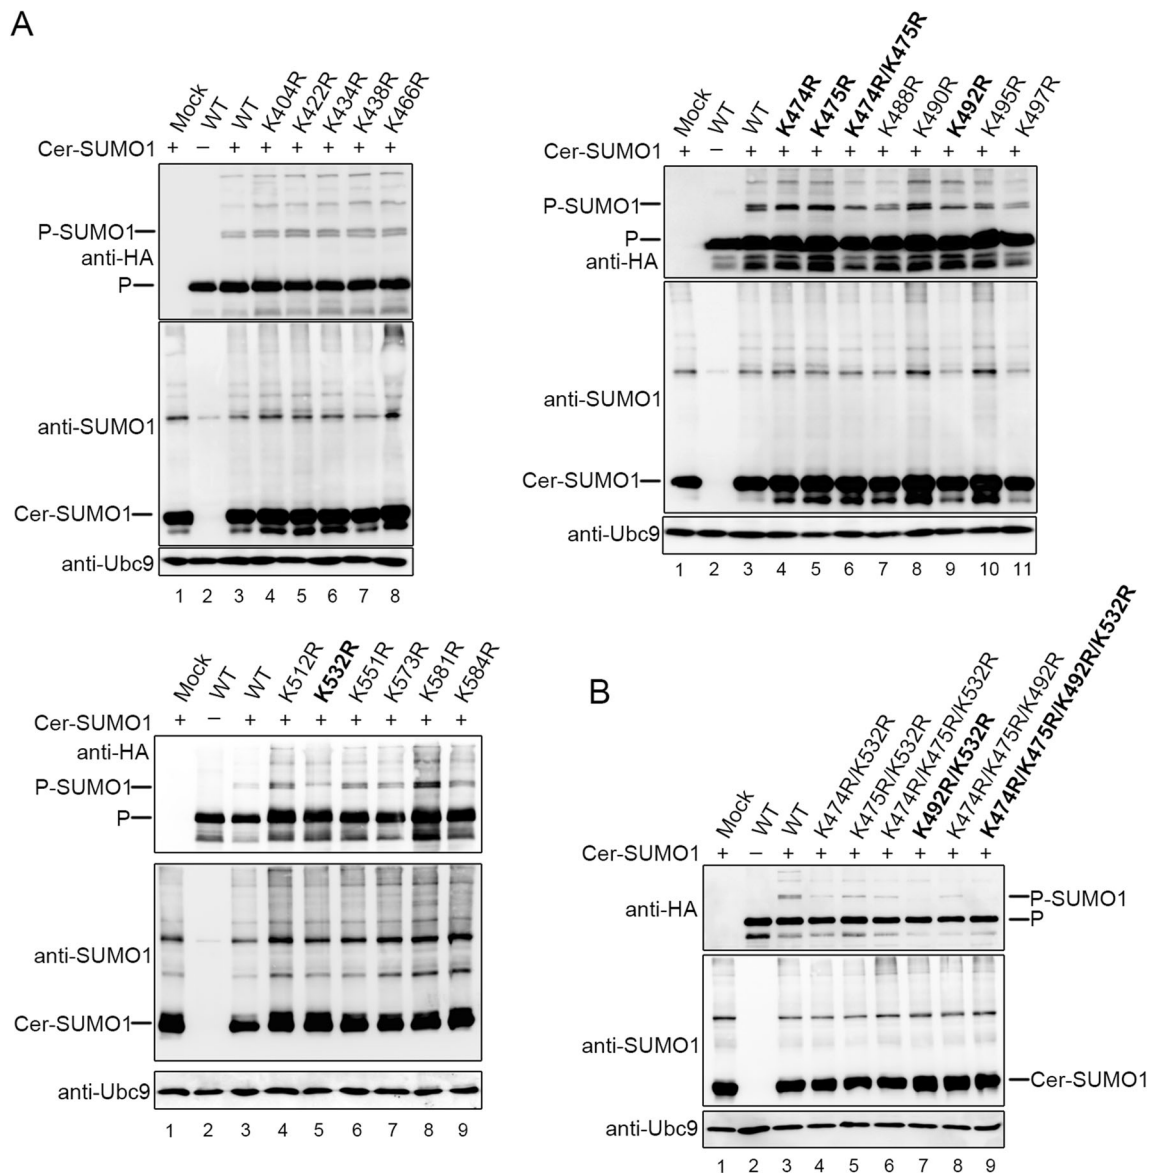 A
Mock WT WT K404R K422R K434R K438R K466R
Cer-SUMO1 + − + + + + + +
P-SUMO1
anti-HA
P
anti-SUMO1
Cer-SUMO1
anti-Ubc9
1 2 3 4 5 6 7 8
Mock WT WT K474R K475R K474R/K475R K488R K490R K492R K495R K497R
Cer-SUMO1 + − + + + + + + + + +
P-SUMO1
P
anti-HA
anti-SUMO1
Cer-SUMO1
anti-Ubc9
1 2 3 4 5 6 7 8 9 10 11
Mock WT WT K512R K532R K551R K573R K581R K584R
Cer-SUMO1 + − + + + + + + +
anti-HA
P-SUMO1
P
anti-SUMO1
Cer-SUMO1
anti-Ubc9
1 2 3 4 5 6 7 8 9
B
Mock WT WT K474R/K532R K475R/K532R K474R/K475R/K532R K492R/K532R K474R/K475R/K492R K474R/K475R/K492R/K532R
Cer-SUMO1 + − + + + + + + +
anti-HA
P-SUMO1
P
anti-SUMO1
Cer-SUMO1
anti-Ubc9
1 2 3 4 5 6 7 8 9